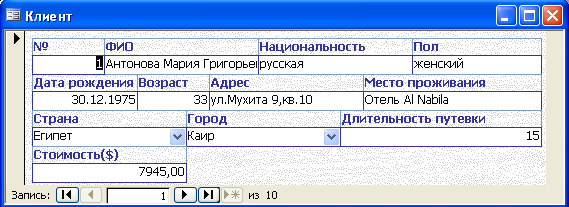 Клиент
№ ФИО Национальность Пол
1 Антонова Мария Григорье русская женский
Дата рождения Возраст Адрес Место проживания
30.12.1975 33 ул.Мухита 9,кв.10 Отель Al Nabila
Страна Город Длительность путевки
Египет Каир 15
Стоимость($)
7945,00
Запись: 1 из 10